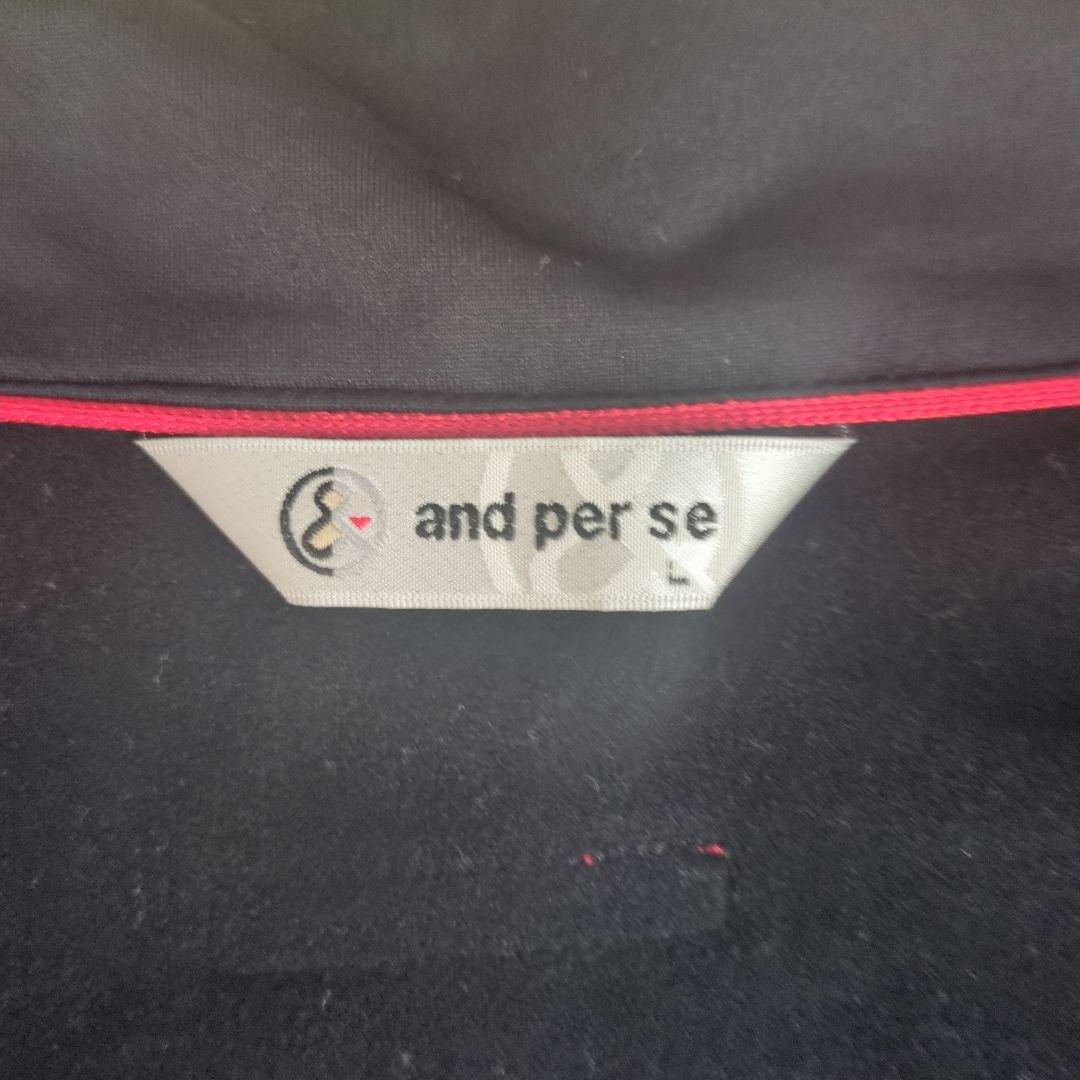 and per se
L